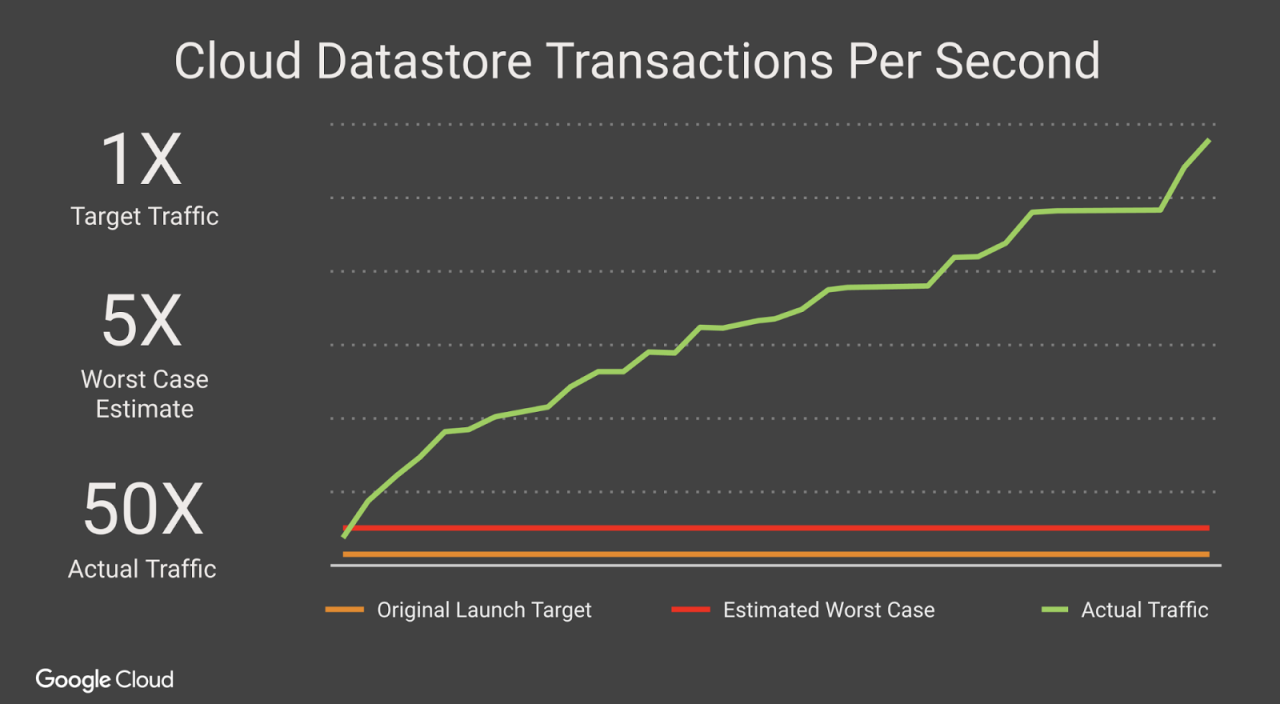 Cloud Datastore Transactions Per Second
1X
Target Traffic
5X
Worst Case
Estimate
50X
Actual Traffic
Original Launch Target
Estimated Worst Case
Actual Traffic
Google Cloud